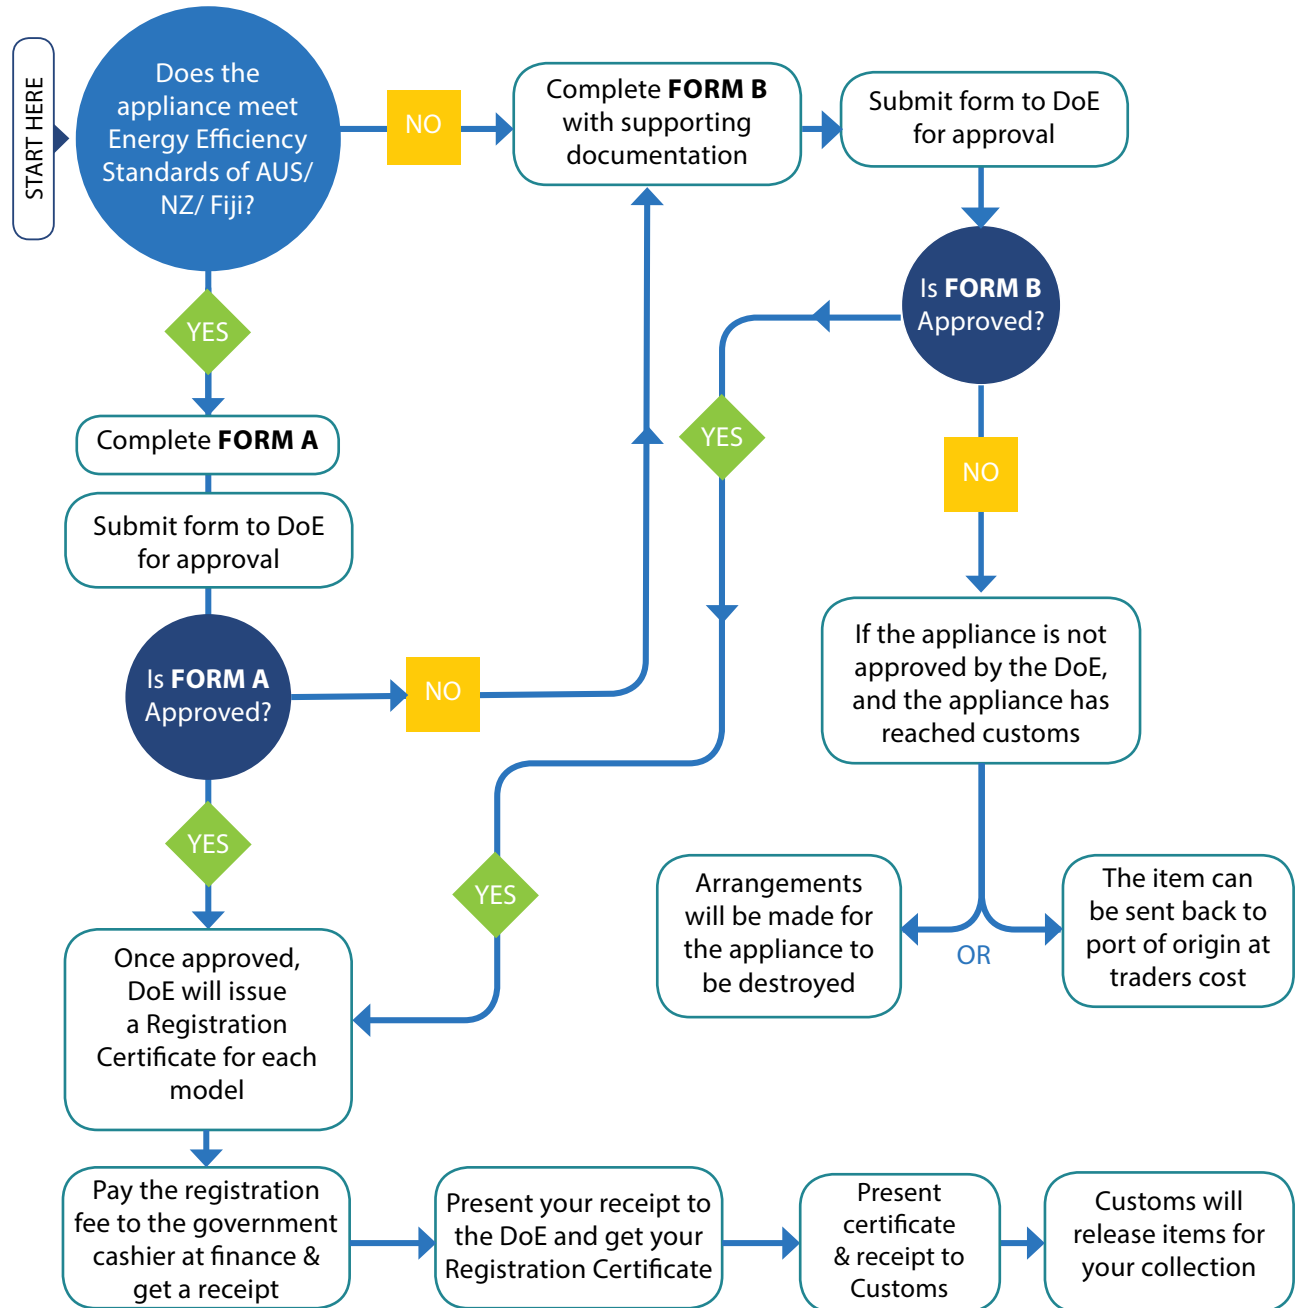 START HERE
Does the
appliance meet
Energy Efficiency
Standards of AUS/
NZ/ Fiji?
NO
Complete FORM B
with supporting
documentation
Submit form to DoE
for approval
Is FORM B
Approved?
YES
NO
YES
Complete FORM A
Submit form to DoE
for approval
Is FORM A
Approved?
NO
If the appliance is not
approved by the DoE,
and the appliance has
reached customs
YES
YES
Arrangements
will be made for
the appliance to
be destroyed
OR
The item can
be sent back to
port of origin at
traders cost
Once approved,
DoE will issue
a Registration
Certificate for each
model
Pay the registration
fee to the government
cashier at finance &
get a receipt
Present your receipt to
the DoE and get your
Registration Certificate
Present
certificate
& receipt to
Customs
Customs will
release items for
your collection